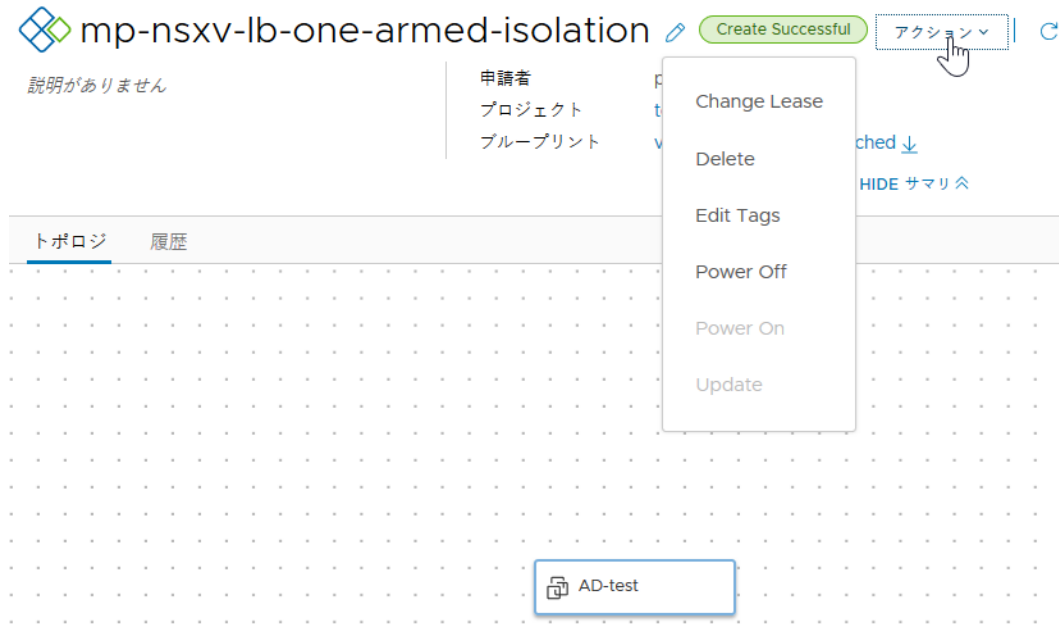 mp-nsxv-lb-one-armed-isolation
Create Successful
アクション
説明がありません
申請者
プロジェクト
ブループリント
ched
HIDE サマリ
Change Lease
Delete
Edit Tags
Power Off
Power On
Update
トポロジ
履歴
AD-test